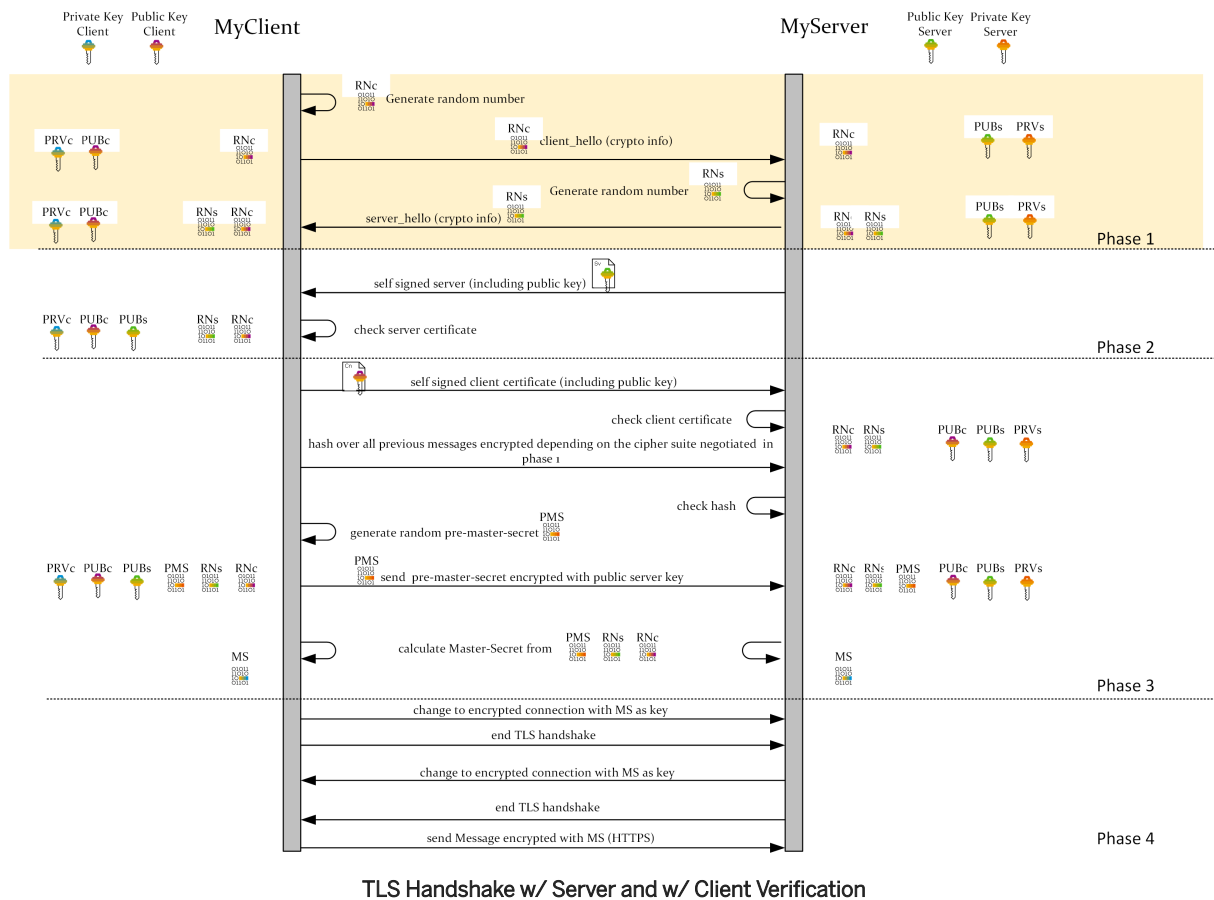 Private Key
Client
Public Key
Client
MyClient
MyServer
Public Key
Server
Private Key
Server
RNc
Generate random number
PRVc PUBc
RNc
RNc
client_hello (crypto info)
RNc
PUBs PRVs
RNs
Generate random number
PRVc PUBc
RNs RNc
RNs
server_hello (crypto info)
RN RNs
PUBs PRVs
Phase 1
self signed server (including public key)
PRVc PUBc PUBs
RNs RNc
check server certificate
Phase 2
Cn
self signed client certificate (including public key)
check client certificate
RNc RNs
PUBc PUBs PRVs
hash over all previous messages encrypted depending on the cipher suite negotiated in
phase 1
check hash
generate random pre-master-secret
PMS
PRVc PUBc PUBs PMS RNs RNc
PMS
send pre-master-secret encrypted with public server key
RNc RNs PMS PUBc PUBs PRVs
MS
calculate Master-Secret from
PMS RNs RNc
MS
Phase 3
change to encrypted connection with MS as key
end TLS handshake
change to encrypted connection with MS as key
end TLS handshake
send Message encrypted with MS (HTTPS)
Phase 4
TLS Handshake w/ Server and w/ Client Verification